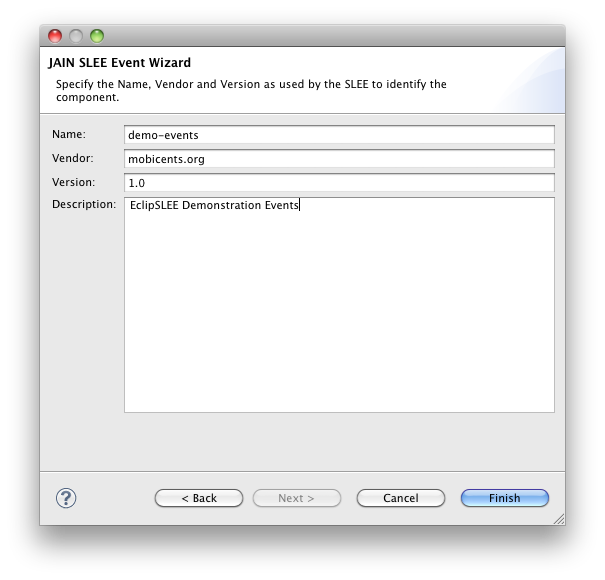 JAIN SLEE Event Wizard
Specify the Name, Vendor and Version as used by the SLEE to identify the
component.
Name: demo-events
Vendor: mobicents.org
Version: 1.0
Description: EclipSLEE Demonstration Events
? < Back Next > Cancel Finish